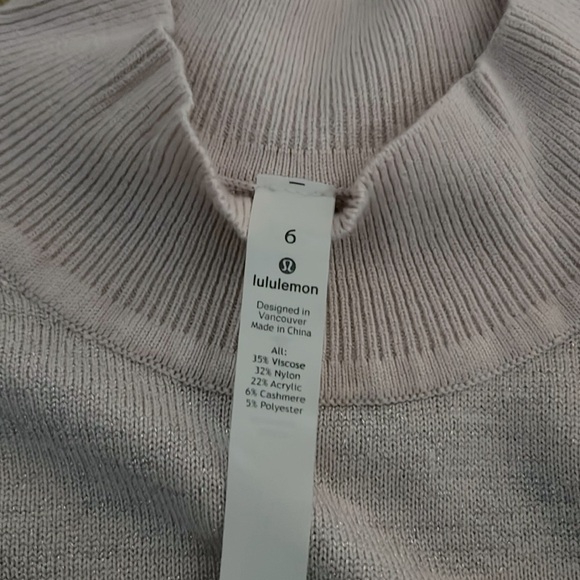 6
lululemon
Designed in
Vancouver
Made in China
All:
35% Viscose
32% Nylon
22% Acrylic
6% Cashmere
5% Polyester